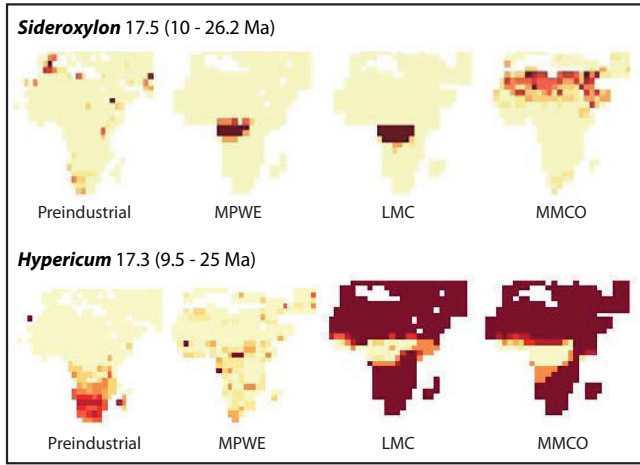 Sideroxylon 17.5 (10 - 26.2 Ma)
Preindustrial MPWE LMC MMCO
Hypericum 17.3 (9.5 - 25 Ma)
Preindustrial MPWE LMC MMCO